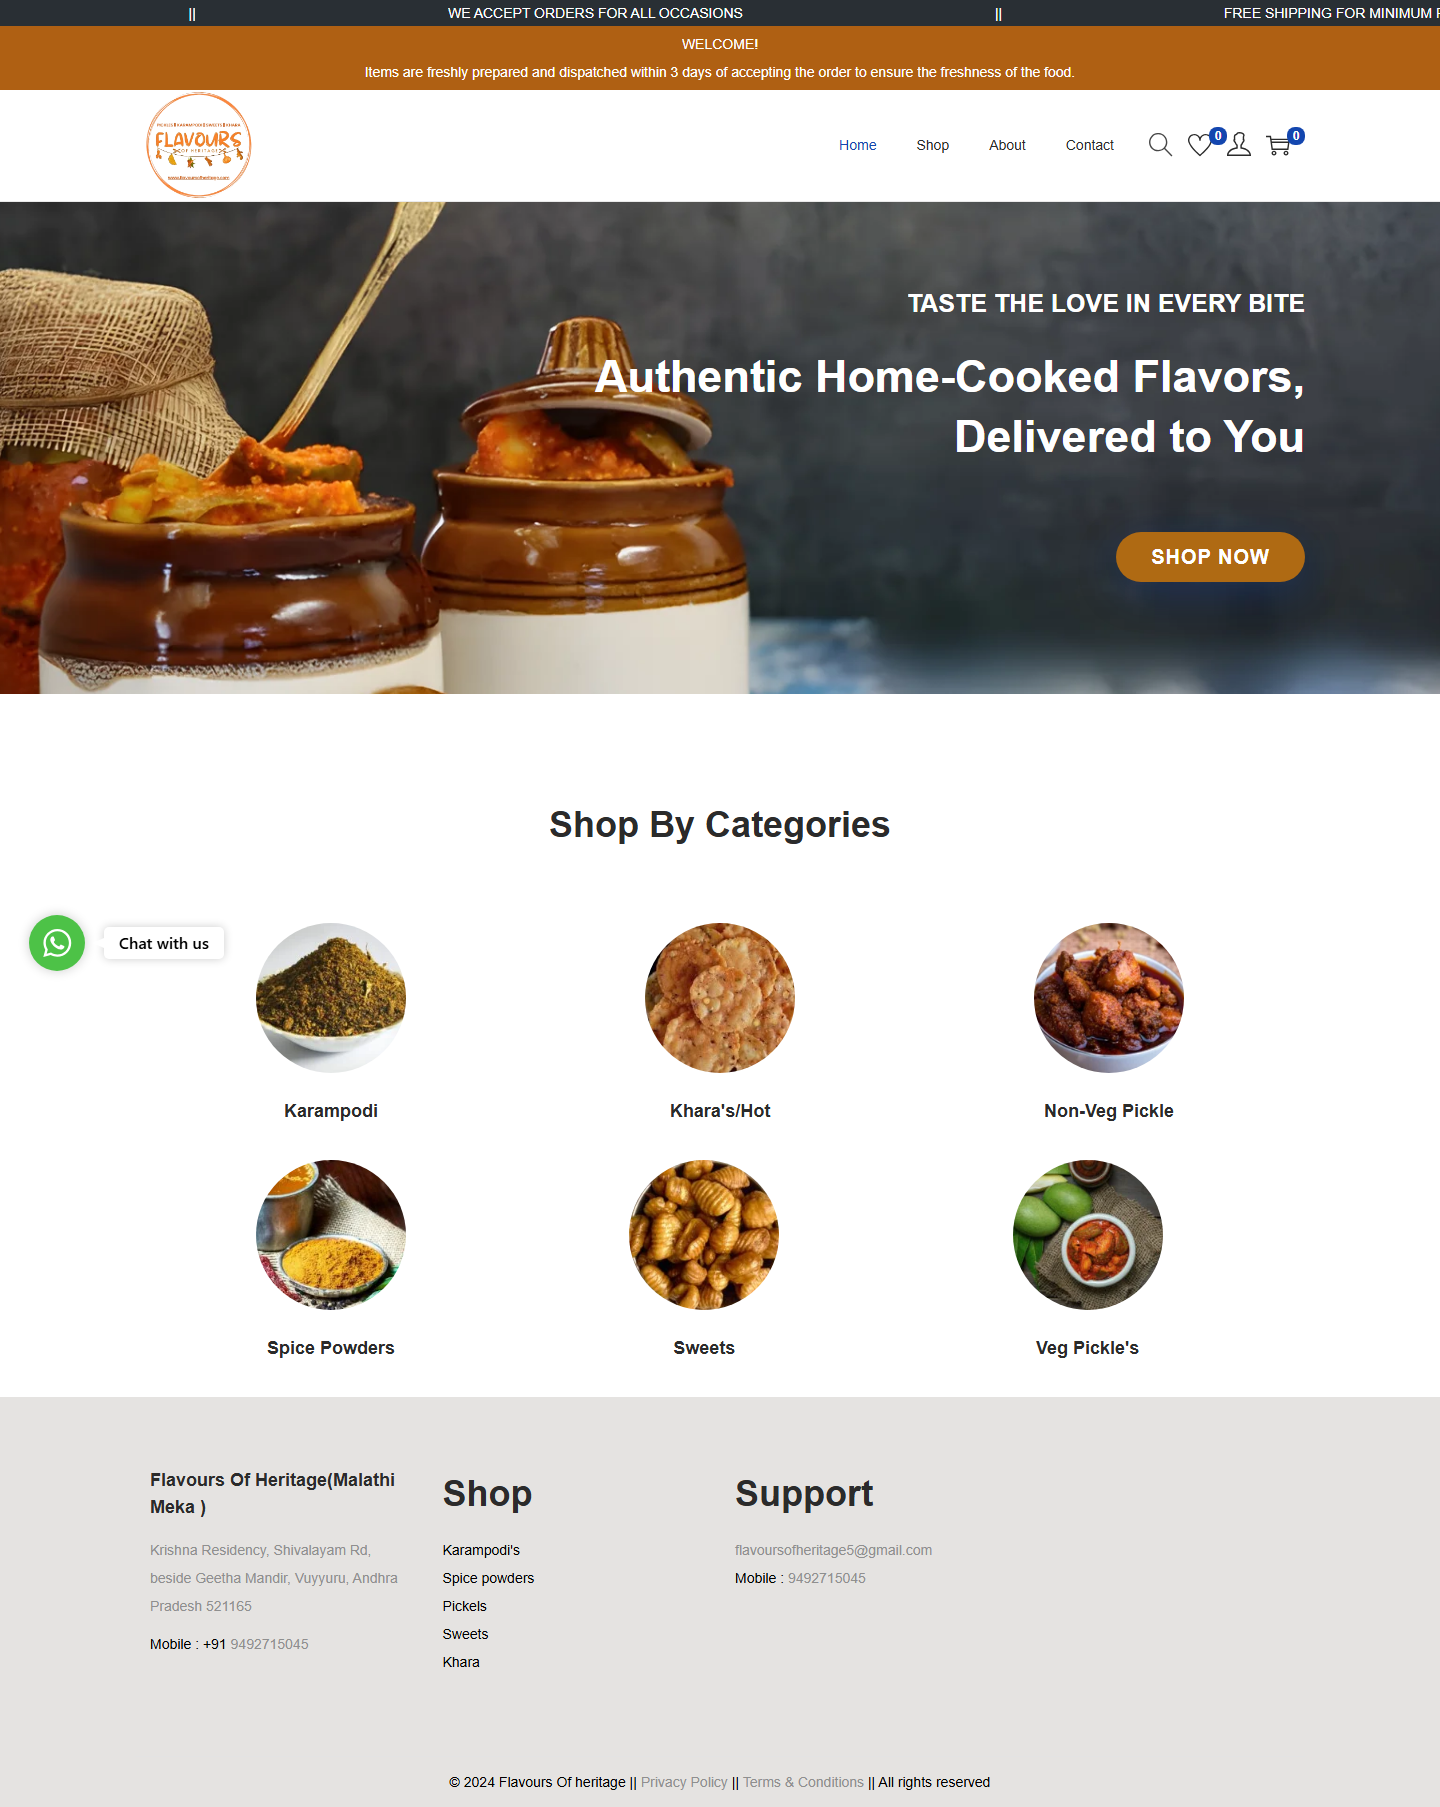 || WE ACCEPT ORDERS FOR ALL OCCASIONS || FREE SHIPPING FOR MINIMUM
WELCOME!
Items are freshly prepared and dispatched within 3 days of accepting the order to ensure the freshness of the food.
FLAVOURS
OF HERITAGE
Home
Shop
About
Contact
0
0
TASTE THE LOVE IN EVERY BITE
Authentic Home-Cooked Flavors,
Delivered to You
SHOP NOW
Shop By Categories
Chat with us
Karampodi
Khara's/Hot
Non-Veg Pickle
Spice Powders
Sweets
Veg Pickle's
Flavours Of Heritage(Malathi
Meka )
Krishna Residency, Shivalayam Rd,
beside Geetha Mandir, Vuyyuru, Andhra
Pradesh 521165
Mobile : +91 9492715045
Shop
Karampodi's
Spice powders
Pickels
Sweets
Khara
Support
flavoursofheritage5@gmail.com
Mobile : 9492715045
© 2024 Flavours Of heritage || Privacy Policy || Terms & Conditions || All rights reserved